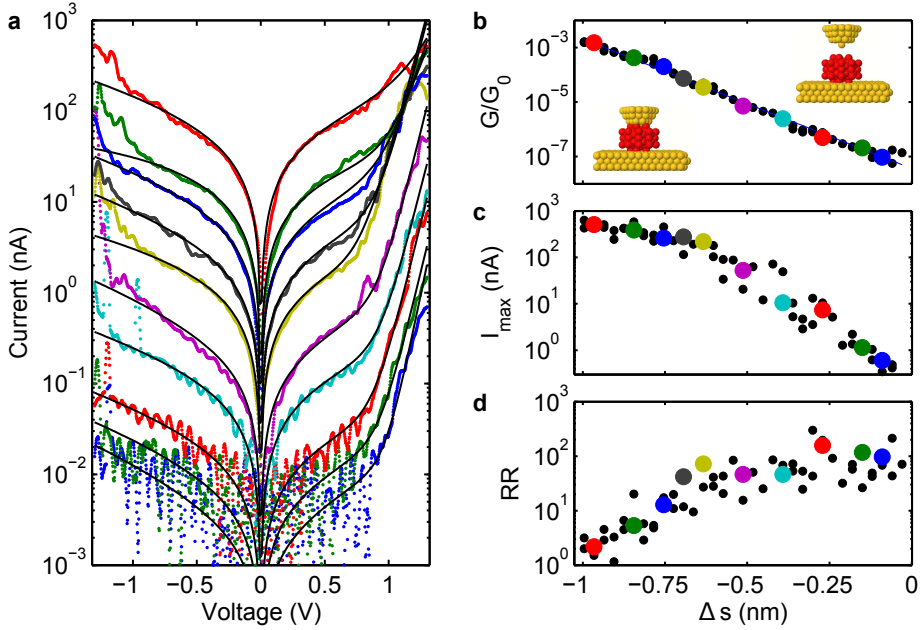 a
10³
10²
10¹
10⁰
10⁻¹
10⁻²
10⁻³
Current (nA)
−1
−0.5
0
0.5
1
Voltage (V)
b
10⁻³
10⁻⁵
10⁻⁷
G/G₀
c
10³
10²
10¹
10⁰
I_max (nA)
d
10³
10²
10¹
10⁰
RR
−1
−0.75
−0.5
−0.25
0
Δ s (nm)